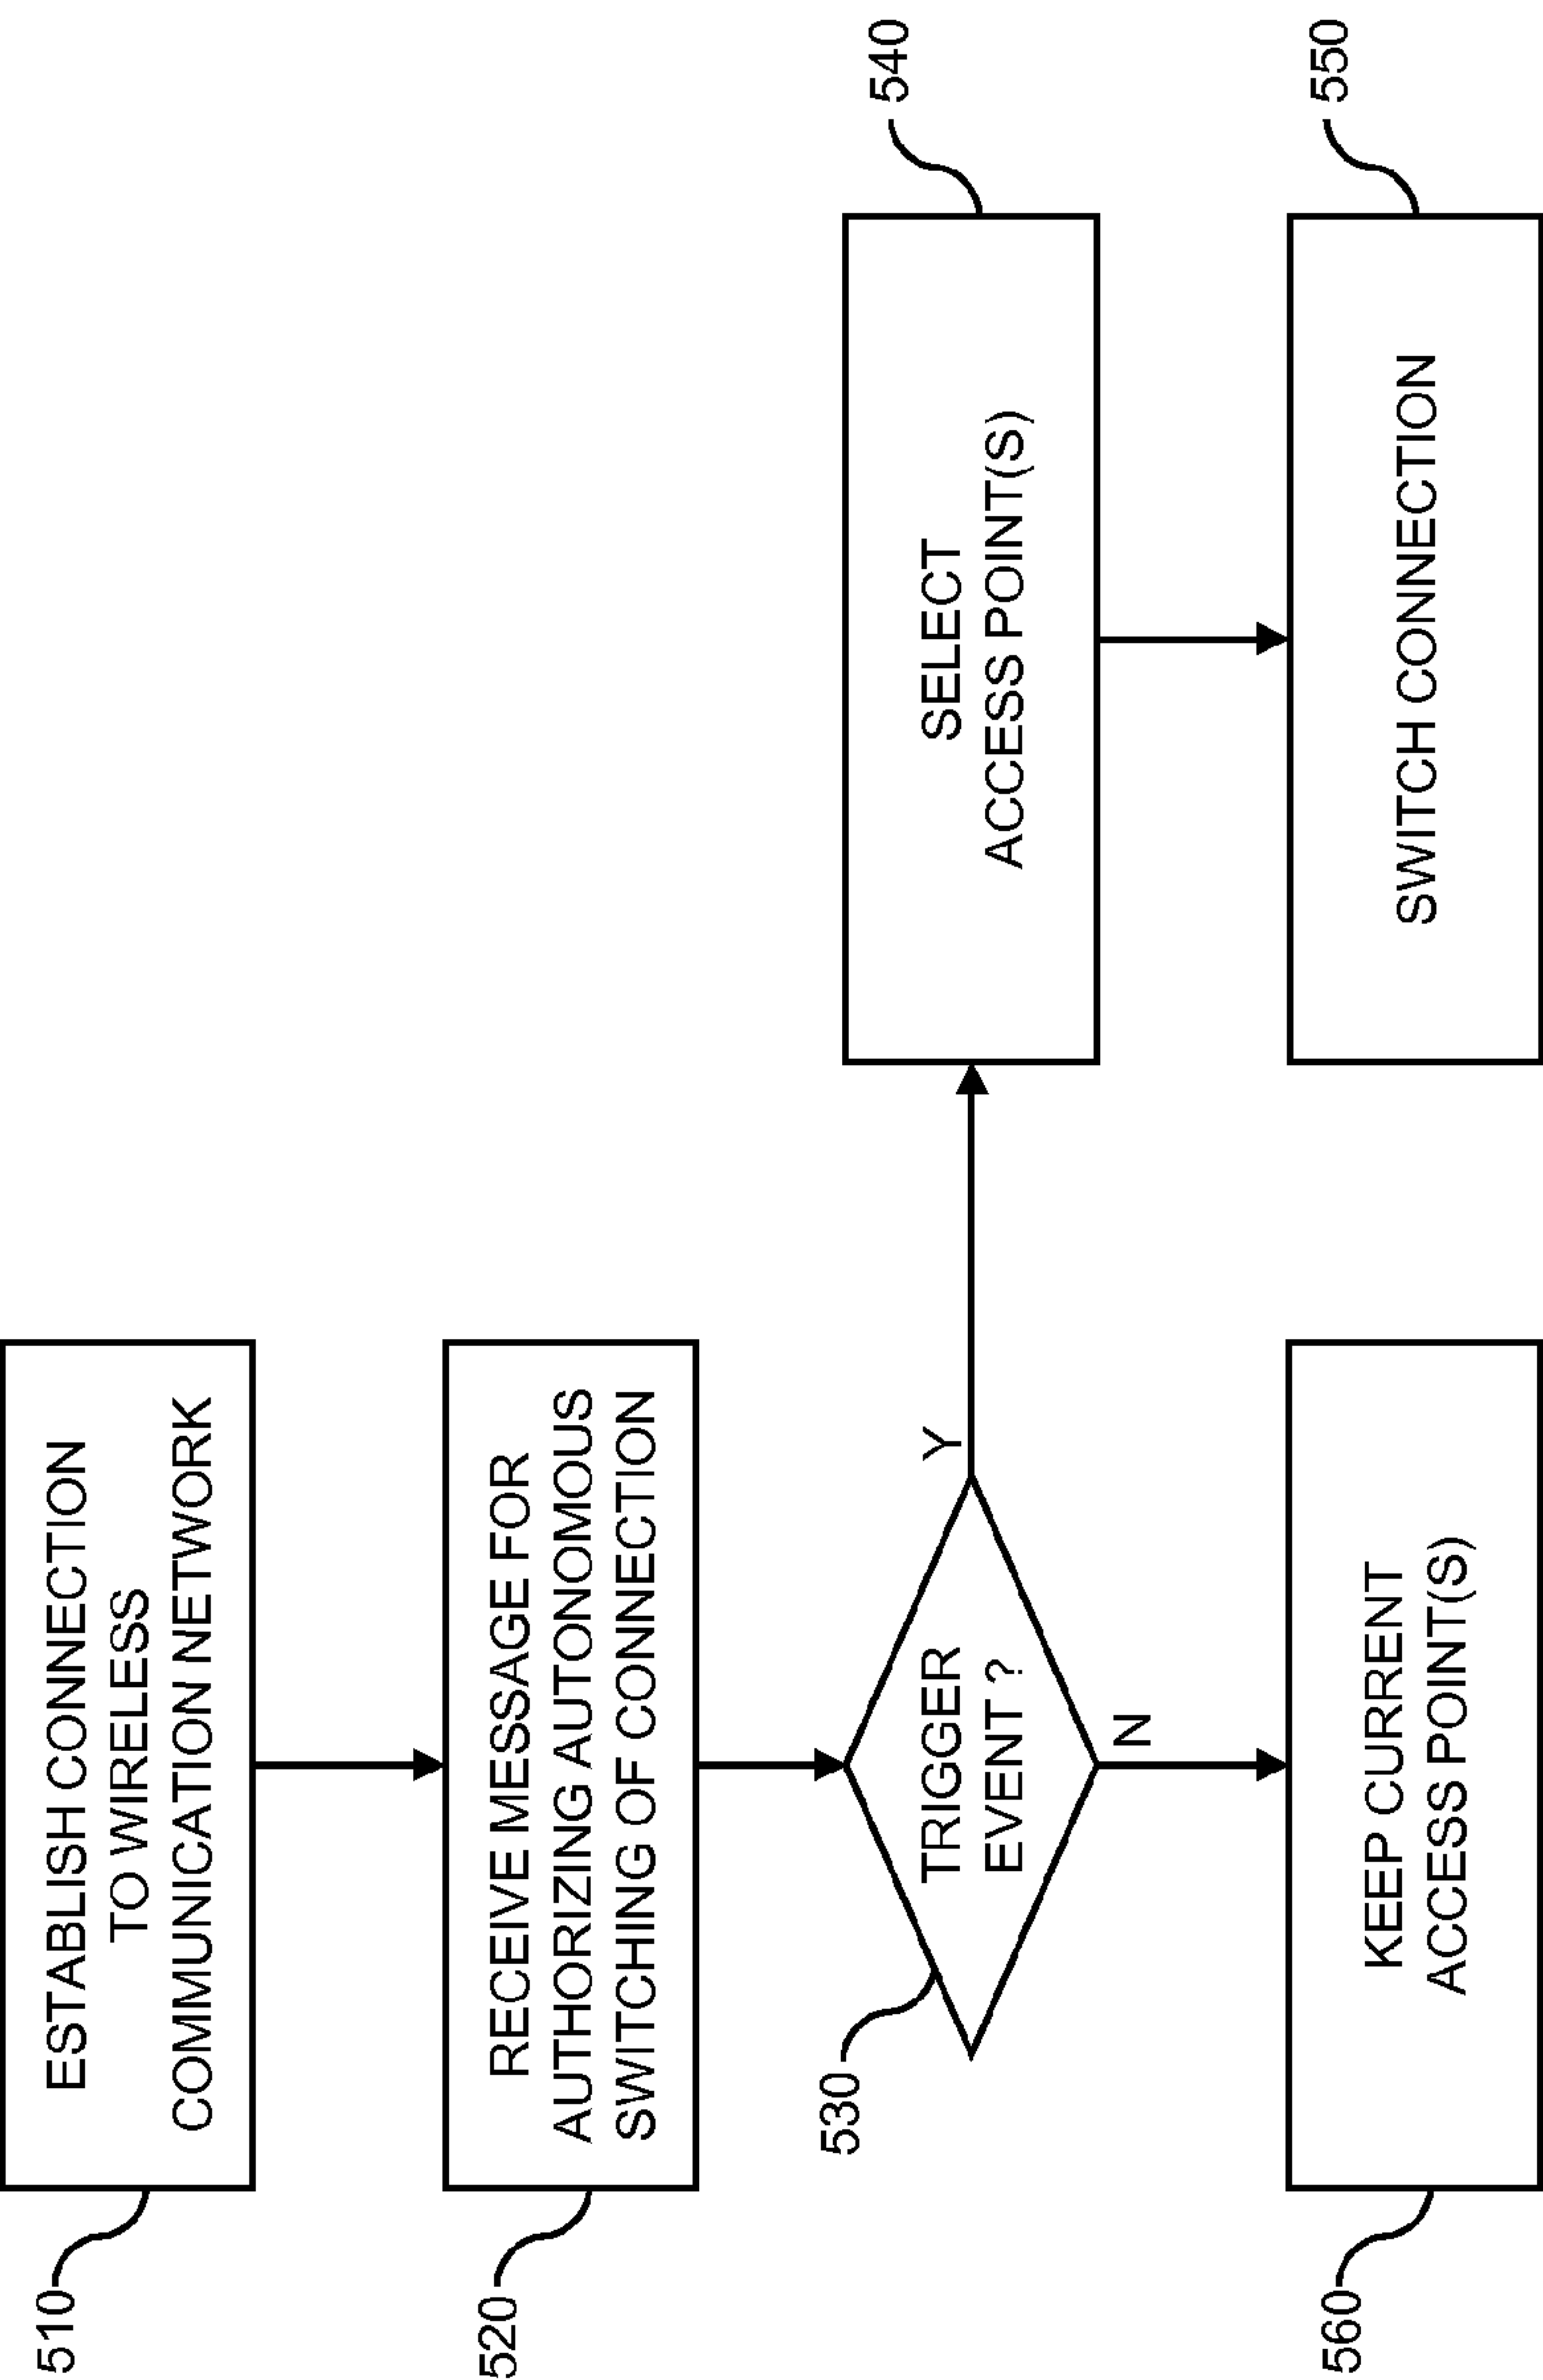 510
ESTABLISH CONNECTION
TO WIRELESS
COMMUNICATION NETWORK
520
RECEIVE MESSAGE FOR
AUTHORIZING AUTONOMOUS
SWITCHING OF CONNECTION
530
TRIGGER
EVENT ?
Y
N
540
SELECT
ACCESS POINT(S)
550
SWITCH CONNECTION
560
KEEP CURRENT
ACCESS POINT(S)